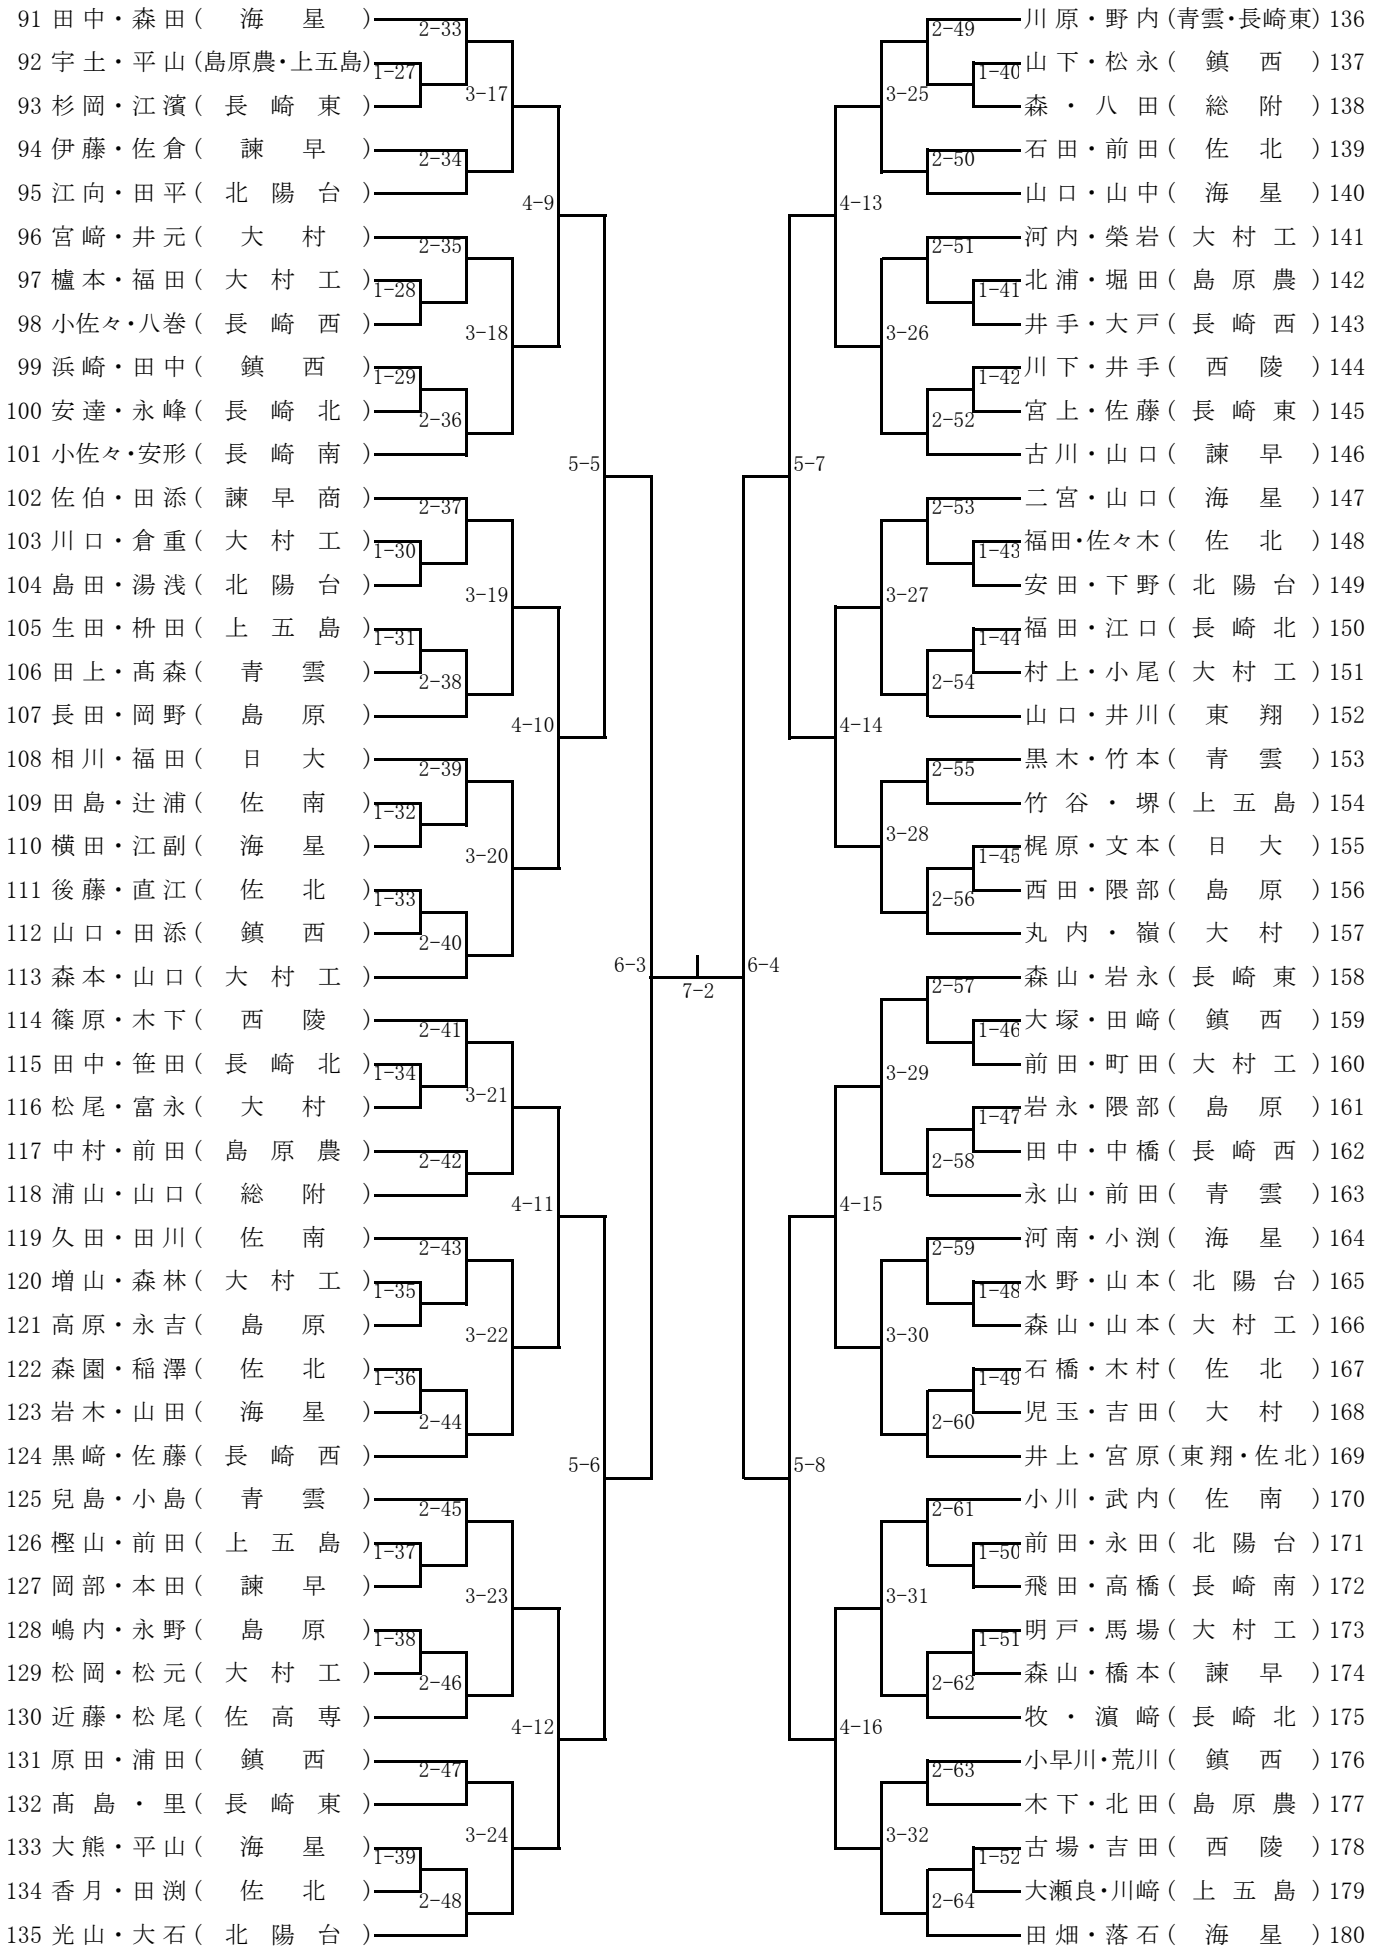 91 田中・森田(海星)
2-33
92 宇土・平山(島原農・上五島)
1-27
93 杉岡・江濱(長崎東)
3-17
94 伊藤・佐倉(諫早)
2-34
95 江向・田平(北陽台)
4-9
96 宮﨑・井元(大村)
2-35
97 櫨本・福田(大村工)
1-28
98 小佐々・八巻(長崎西)
3-18
99 浜崎・田中(鎮西)
1-29
100 安達・永峰(長崎北)
2-36
101 小佐々・安形(長崎南)
5-5
102 佐伯・田添(諫早商)
2-37
103 川口・倉重(大村工)
1-30
104 島田・湯浅(北陽台)
3-19
105 生田・枡田(上五島)
1-31
106 田上・髙森(青雲)
2-38
107 長田・岡野(島原)
4-10
108 相川・福田(日大)
2-39
109 田島・辻浦(佐南)
1-32
110 横田・江副(海星)
3-20
111 後藤・直江(佐北)
1-33
112 山口・田添(鎮西)
2-40
113 森本・山口(大村工)
6-3
114 篠原・木下(西陵)
2-41
115 田中・笹田(長崎北)
1-34
116 松尾・富永(大村)
3-21
117 中村・前田(島原農)
2-42
118 浦山・山口(総附)
4-11
119 久田・田川(佐南)
2-43
120 増山・森林(大村工)
1-35
121 高原・永吉(島原)
3-22
122 森園・稲澤(佐北)
1-36
123 岩木・山田(海星)
2-44
124 黒﨑・佐藤(長崎西)
5-6
125 兒島・小島(青雲)
2-45
126 樫山・前田(上五島)
1-37
127 岡部・本田(諫早)
3-23
128 嶋内・永野(島原)
1-38
129 松岡・松元(大村工)
2-46
130 近藤・松尾(佐高専)
4-12
131 原田・浦田(鎮西)
2-47
132 髙島・里(長崎東)
3-24
133 大熊・平山(海星)
1-39
134 香月・田渕(佐北)
2-48
135 光山・大石(北陽台)
7-2
川原・野内(青雲・長崎東)136
2-49
山下・松永(鎮西)137
1-40
森・八田(総附)138
3-25
石田・前田(佐北)139
2-50
山口・山中(海星)140
4-13
河内・榮岩(大村工)141
2-51
北浦・堀田(島原農)142
1-41
井手・大戸(長崎西)143
3-26
川下・井手(西陵)144
1-42
宮上・佐藤(長崎東)145
2-52
古川・山口(諫早)146
5-7
二宮・山口(海星)147
2-53
福田・佐々木(佐北)148
1-43
安田・下野(北陽台)149
3-27
福田・江口(長崎北)150
1-44
村上・小尾(大村工)151
2-54
山口・井川(東翔)152
4-14
黒木・竹本(青雲)153
2-55
竹谷・堺(上五島)154
3-28
梶原・文本(日大)155
1-45
西田・隈部(島原)156
2-56
丸内・嶺(大村)157
6-4
森山・岩永(長崎東)158
2-57
大塚・田﨑(鎮西)159
1-46
前田・町田(大村工)160
3-29
岩永・隈部(島原)161
1-47
田中・中橋(長崎西)162
2-58
永山・前田(青雲)163
4-15
河南・小渕(海星)164
2-59
水野・山本(北陽台)165
1-48
森山・山本(大村工)166
3-30
石橋・木村(佐北)167
1-49
児玉・吉田(大村)168
2-60
井上・宮原(東翔・佐北)169
5-8
小川・武内(佐南)170
2-61
前田・永田(北陽台)171
1-50
飛田・高橋(長崎南)172
3-31
明戸・馬場(大村工)173
1-51
森山・橋本(諫早)174
2-62
牧・濵﨑(長崎北)175
4-16
小早川・荒川(鎮西)176
2-63
木下・北田(島原農)177
3-32
古場・吉田(西陵)178
1-52
大瀬良・川﨑(上五島)179
2-64
田畑・落石(海星)180